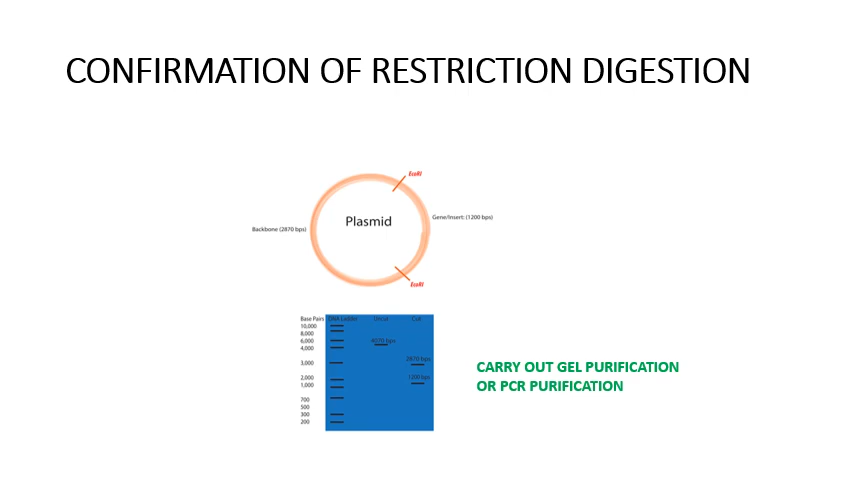 CONFIRMATION OF RESTRICTION DIGESTION
EcoRI
Plasmid
Gene/Insert: (1200 bps)
Backbone (2870 bps)
EcoRI
Base Pairs DNA Ladder Uncut Cut
10,000
8,000
6,000
4070 bps
4,000
2870 bps
3,000
2,000
1200 bps
1,000
700
500
300
200
CARRY OUT GEL PURIFICATION
OR PCR PURIFICATION